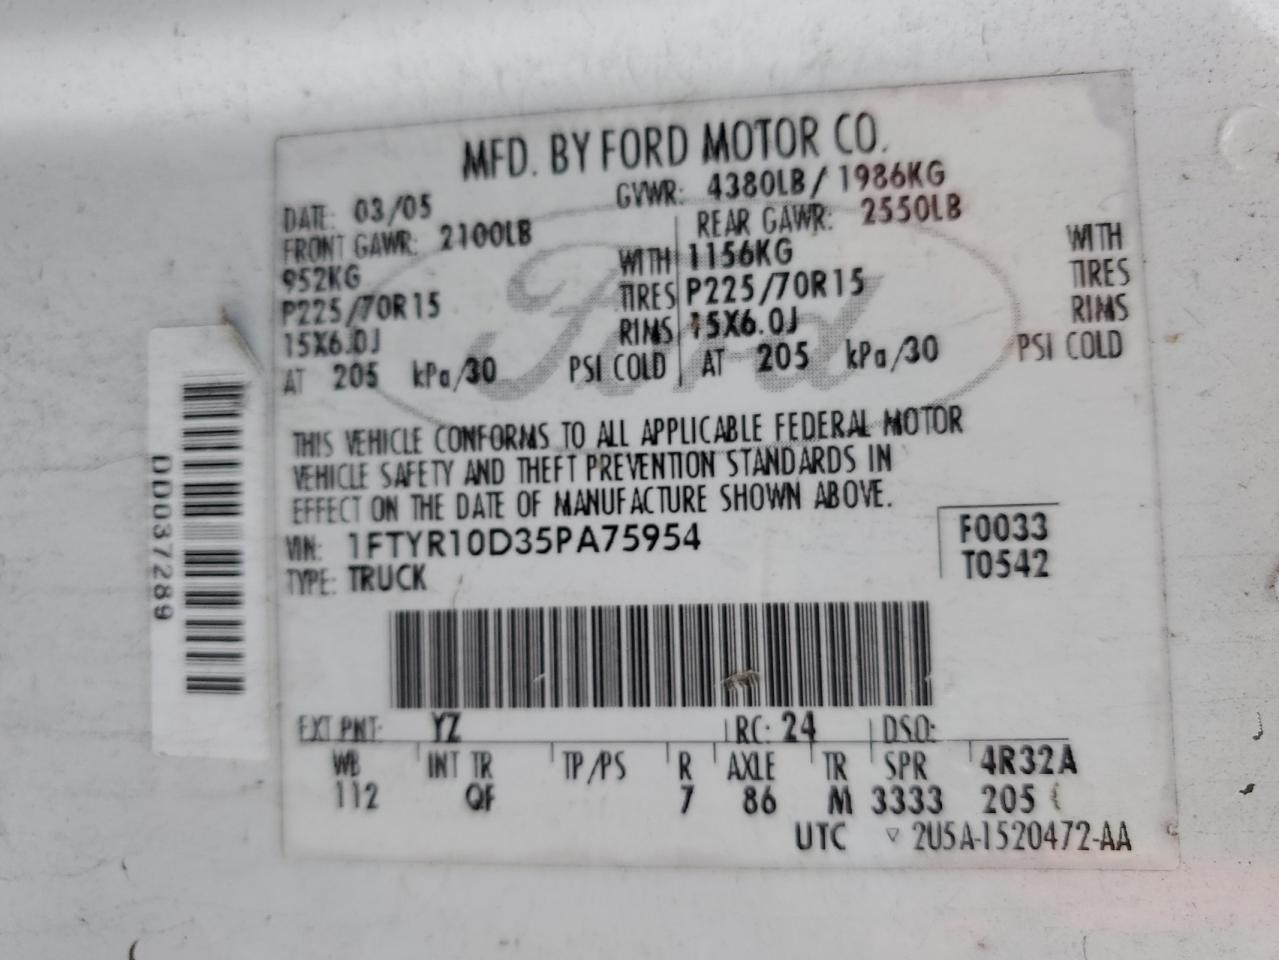 MFD. BY FORD MOTOR CO.
DATE: 03/05 GVWR: 4380LB/ 1986KG
FRONT GAWR: 2100LB REAR GAWR: 2550LB
952KG WITH 1156KG WITH
P225/70R15 TIRES P225/70R15 TIRES
15X6.0J RIMS 15X6.0J RIMS
AT 205 kPa/30 PSI COLD AT 205 kPa/30 PSI COLD
Ford
THIS VEHICLE CONFORMS TO ALL APPLICABLE FEDERAL MOTOR
VEHICLE SAFETY AND THEFT PREVENTION STANDARDS IN
EFFECT ON THE DATE OF MANUFACTURE SHOWN ABOVE.
VIN: 1FTYR10D35PA75954 F0033
TYPE: TRUCK T0542
EXT PNT: YZ RC: 24 DSO:
WB INT TR TP/PS R AXLE TR SPR 4R32A
112 QF 7 86 M 3333 205
UTC ▽ 2U5A-1520472-AA
DD037289